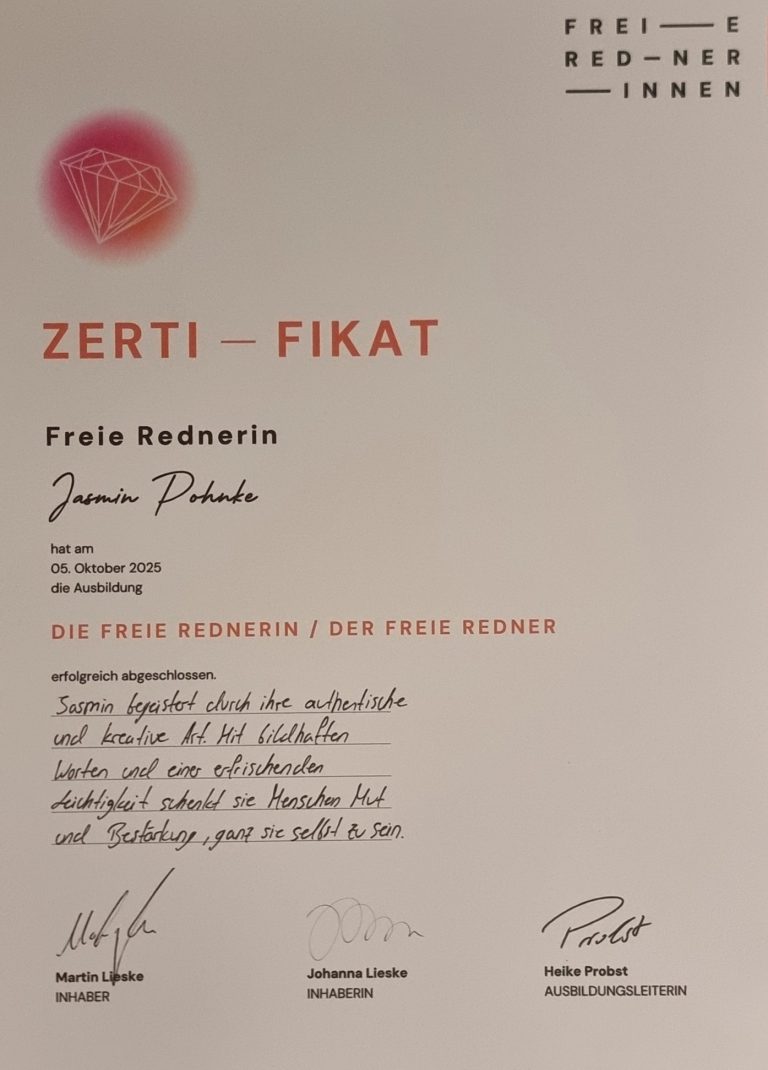 FREI—E
RED—NER
—INNEN
ZERTI — FIKAT
Freie Rednerin
Jasmin Pohnke
hat am
05. Oktober 2025
die Ausbildung
DIE FREIE REDNERIN / DER FREIE REDNER
erfolgreich abgeschlossen.
Jasmin begeistert durch ihre authentische
und kreative Art. Mit bildhaften
Worten und einer erfrischenden
Leichtigkeit schenkt sie Menschen Mut
und Bestärkung, ganz sie selbst zu sein.
Probst
Martin Lieske
INHABER
Johanna Lieske
INHABERIN
Heike Probst
AUSBILDUNGSLEITERIN